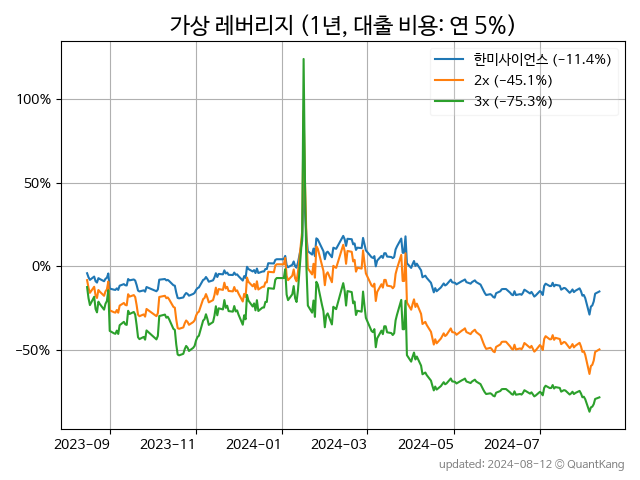 가상 레버리지 (1년, 대출 비용: 연 5%)
한미사이언스 (−11.4%)
2x (−45.1%)
3x (−75.3%)
100%
50%
0%
−50%
2023-09 2023-11 2024-01 2024-03 2024-05 2024-07
updated: 2024-08-12 © QuantKang